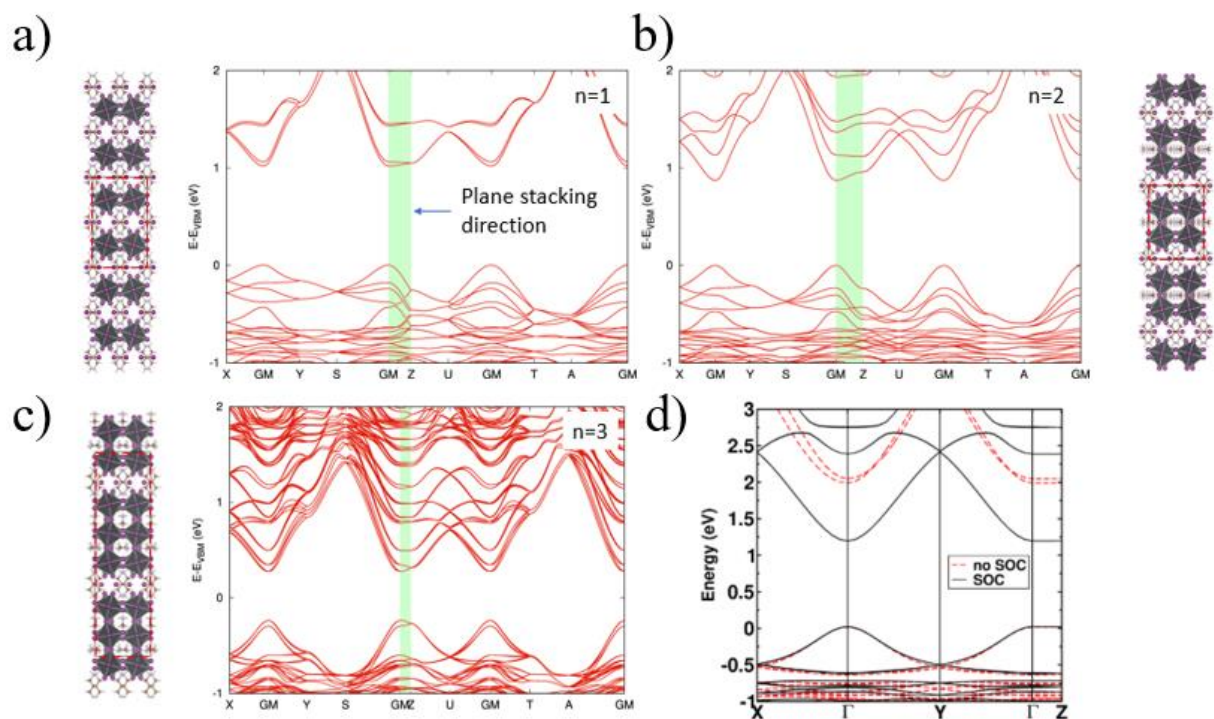 a)
b)
2
n=1
1
Plane stacking
direction
0
-1
E-E_VBM (eV)
X GM Y S GM Z U GM T A GM
2
n=2
1
0
-1
E-E_VBM (eV)
X GM Y S GM Z U GM T A GM
c)
d)
2
n=3
1
0
-1
E-E_VBM (eV)
X GM Y S GMZ U GM T A GM
3
2.5
2
1.5
1
0.5
0
-0.5
-1
Energy (eV)
no SOC
SOC
X Γ Y Γ Z